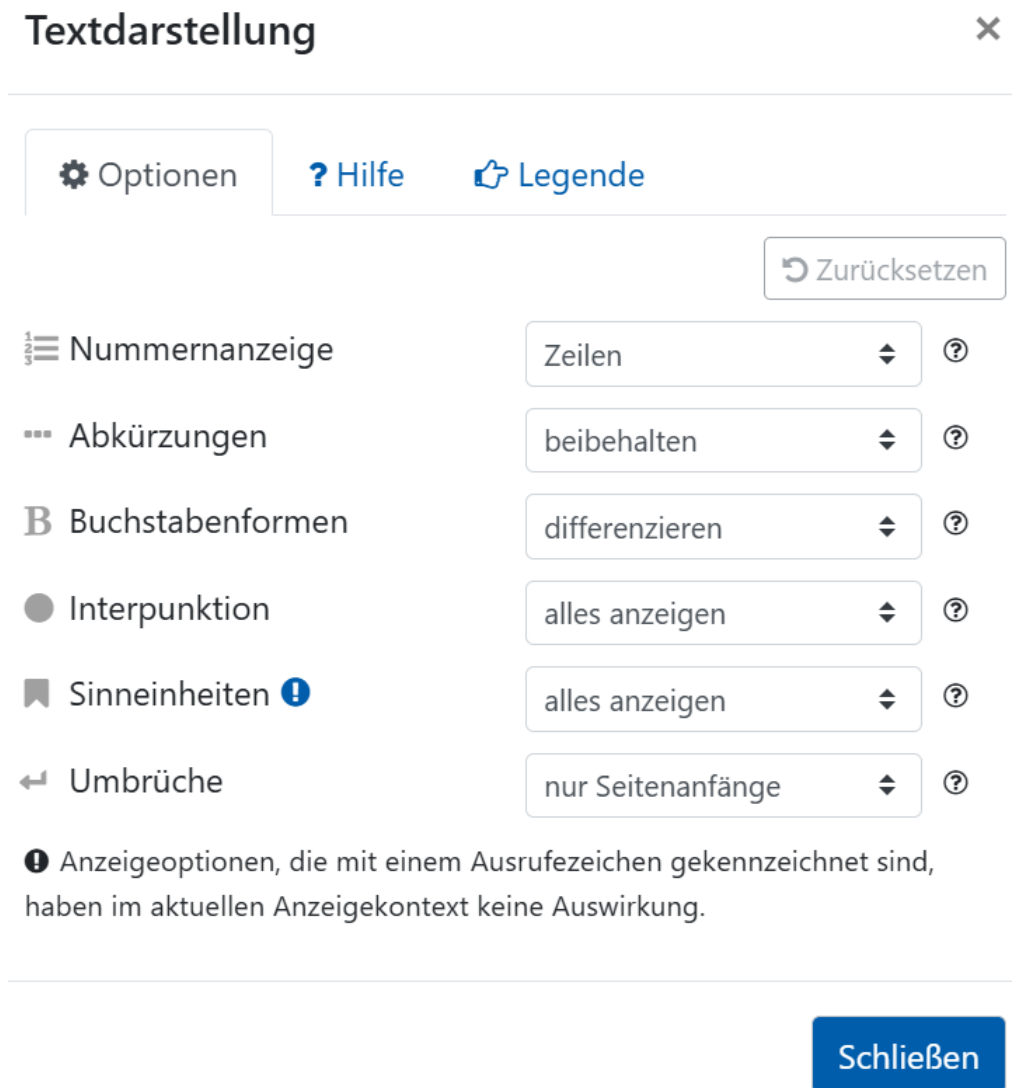 Textdarstellung ×
Optionen ? Hilfe Legende
Zurücksetzen
Nummernanzeige Zeilen
Abkürzungen beibehalten
B Buchstabenformen differenzieren
Interpunktion alles anzeigen
Sinneinheiten alles anzeigen
Umbrüche nur Seitenanfänge
Anzeigeoptionen, die mit einem Ausrufezeichen gekennzeichnet sind,
haben im aktuellen Anzeigekontext keine Auswirkung.
Schließen